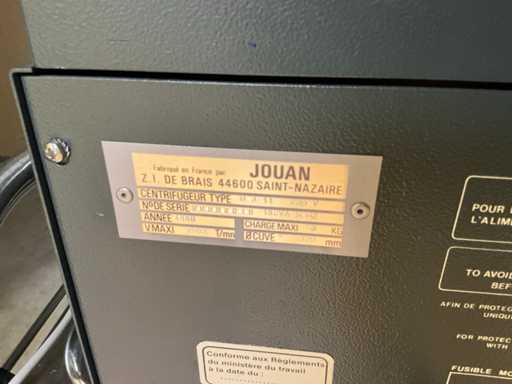 Fabriqué en France par JOUAN
Z.I. DE BRAIS 44600 SAINT-NAZAIRE
CENTRIFUGEUR TYPE
Nº DE SERIE
ANNÉE CHARGE MAXI KG
V.MAXI T/mn Ø CUVE mm
Conforme aux Règlements
du ministère du travail
à la date du :
POUR
L'ALIM
TO AVOID
BEF
AFIN DE PROTEG
UNIQU
FOR PROTEC
WITH
FUSIBLE MO